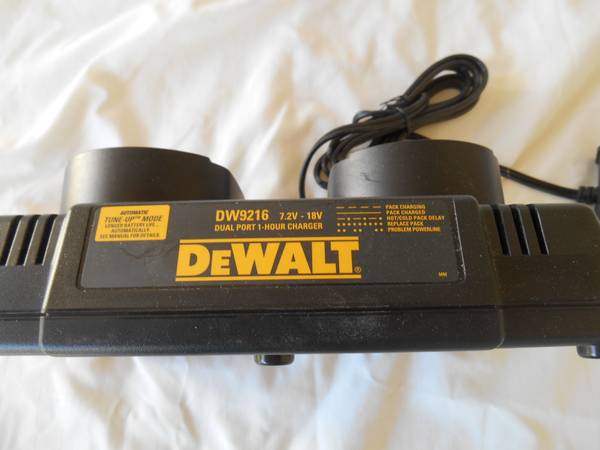 AUTOMATIC
TUNE-UP™ MODE
LONGER BATTERY LIFE...
AUTOMATICALLY.
SEE MANUAL FOR DETAILS.
DW9216 7.2V - 18V
DUAL PORT 1-HOUR CHARGER
PACK CHARGING
PACK CHARGED
HOT/COLD PACK DELAY
REPLACE PACK
PROBLEM POWERLINE
DEWALT®
MM